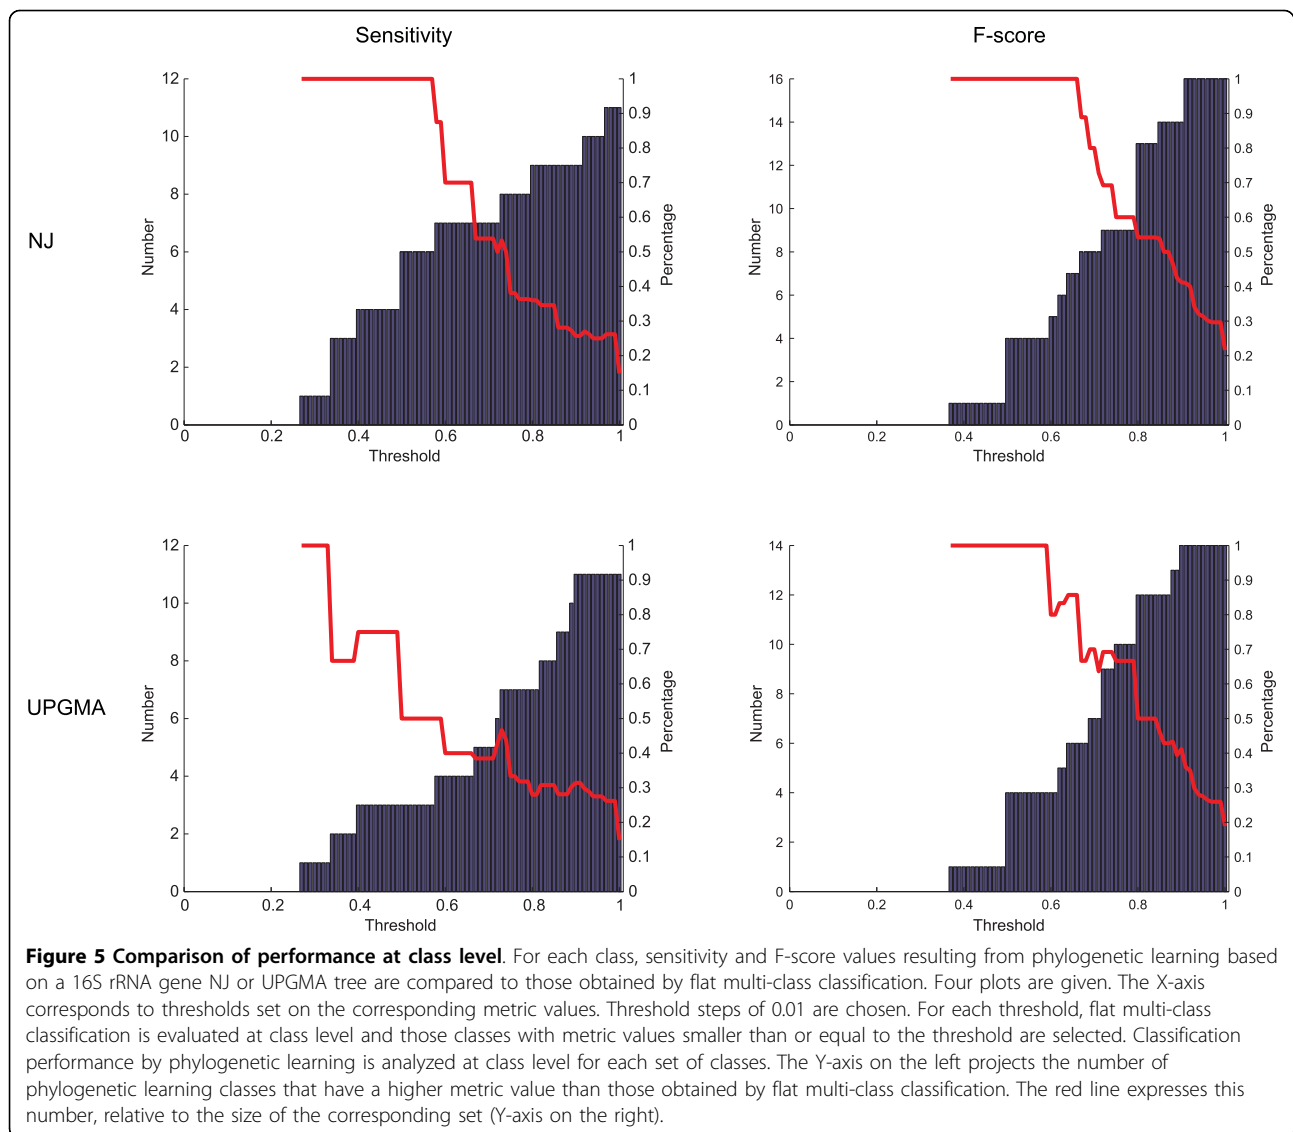 Sensitivity
F-score
NJ
12
10
8
6
4
2
0
Number
1
0.9
0.8
0.7
0.6
0.5
0.4
0.3
0.2
0.1
0
Percentage
0 0.2 0.4 0.6 0.8 1
Threshold
16
14
12
10
8
6
4
2
0
Number
1
0.9
0.8
0.7
0.6
0.5
0.4
0.3
0.2
0.1
0
Percentage
0 0.2 0.4 0.6 0.8 1
Threshold
UPGMA
12
10
8
6
4
2
0
Number
1
0.9
0.8
0.7
0.6
0.5
0.4
0.3
0.2
0.1
0
Percentage
0 0.2 0.4 0.6 0.8 1
Threshold
14
12
10
8
6
4
2
0
Number
1
0.9
0.8
0.7
0.6
0.5
0.4
0.3
0.2
0.1
0
Percentage
0 0.2 0.4 0.6 0.8 1
Threshold
Figure 5 Comparison of performance at class level. For each class, sensitivity and F-score values resulting from phylogenetic learning based
on a 16S rRNA gene NJ or UPGMA tree are compared to those obtained by flat multi-class classification. Four plots are given. The X-axis
corresponds to thresholds set on the corresponding metric values. Threshold steps of 0.01 are chosen. For each threshold, flat multi-class
classification is evaluated at class level and those classes with metric values smaller than or equal to the threshold are selected. Classification
performance by phylogenetic learning is analyzed at class level for each set of classes. The Y-axis on the left projects the number of
phylogenetic learning classes that have a higher metric value than those obtained by flat multi-class classification. The red line expresses this
number, relative to the size of the corresponding set (Y-axis on the right).